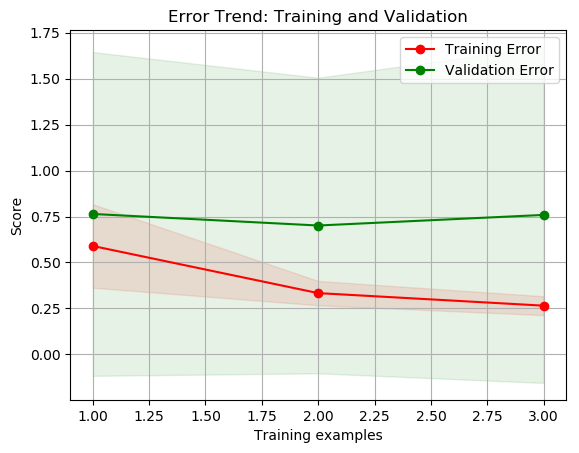 Error Trend: Training and Validation
1.75
1.50
1.25
1.00
0.75
0.50
0.25
0.00
Score
Training Error
Validation Error
1.00 1.25 1.50 1.75 2.00 2.25 2.50 2.75 3.00
Training examples